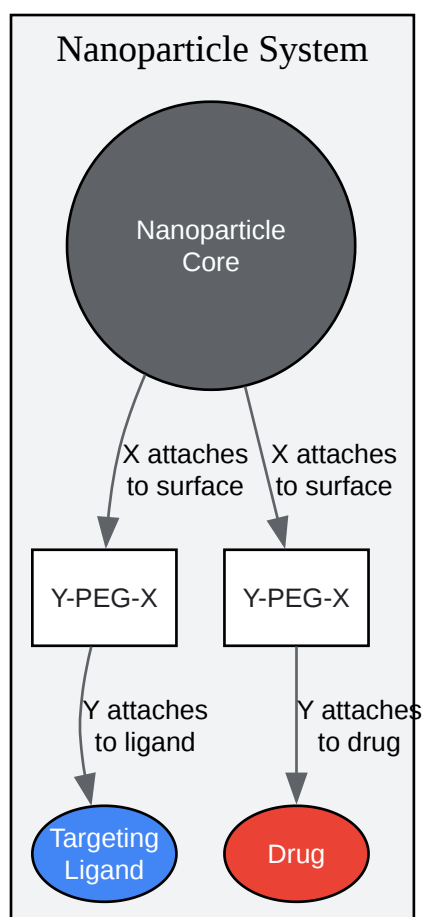 Nanoparticle System
Nanoparticle
Core
X attaches
to surface
X attaches
to surface
Y-PEG-X
Y-PEG-X
Y attaches
to ligand
Y attaches
to drug
Targeting
Ligand
Drug